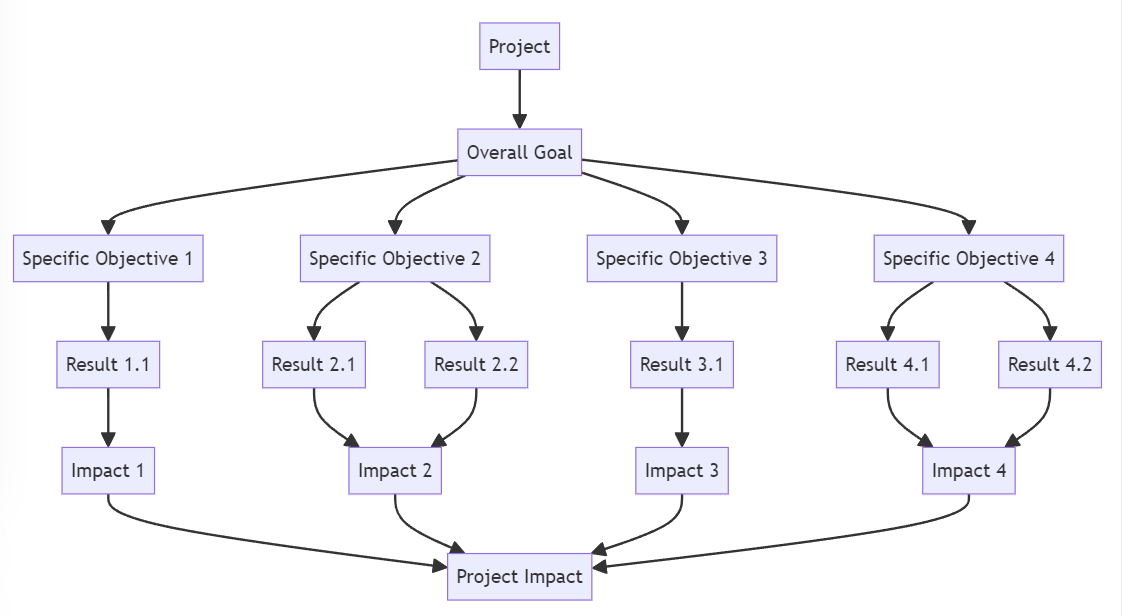 Project
Overall Goal
Specific Objective 1
Specific Objective 2
Specific Objective 3
Specific Objective 4
Result 1.1
Result 2.1
Result 2.2
Result 3.1
Result 4.1
Result 4.2
Impact 1
Impact 2
Impact 3
Impact 4
Project Impact